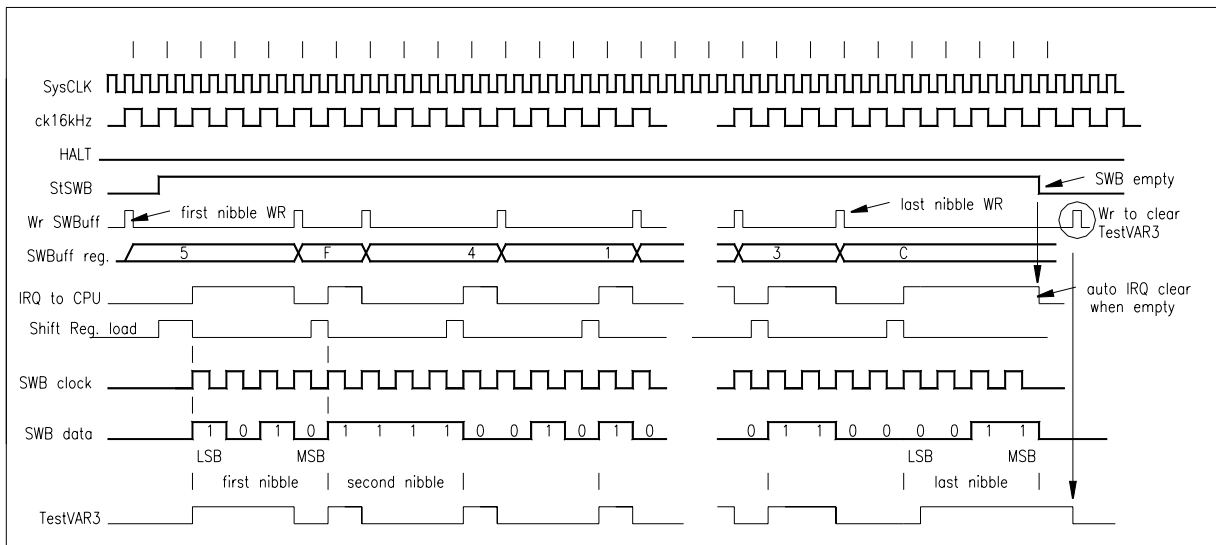 SysCLK
ck16kHz
HALT
StSWB
SWB empty
Wr SWBuff
first nibble WR
last nibble WR
Wr to clear
TestVAR3
SWBuff reg.
5 F 4 1 3 C
IRQ to CPU
auto IRQ clear
when empty
Shift Reg. load
SWB clock
SWB data
1 0 1 0 1 1 1 1 0 0 1 0 1 0 0 1 1 0 0 0 0 1 1
LSB MSB LSB MSB
first nibble second nibble last nibble
TestVAR3